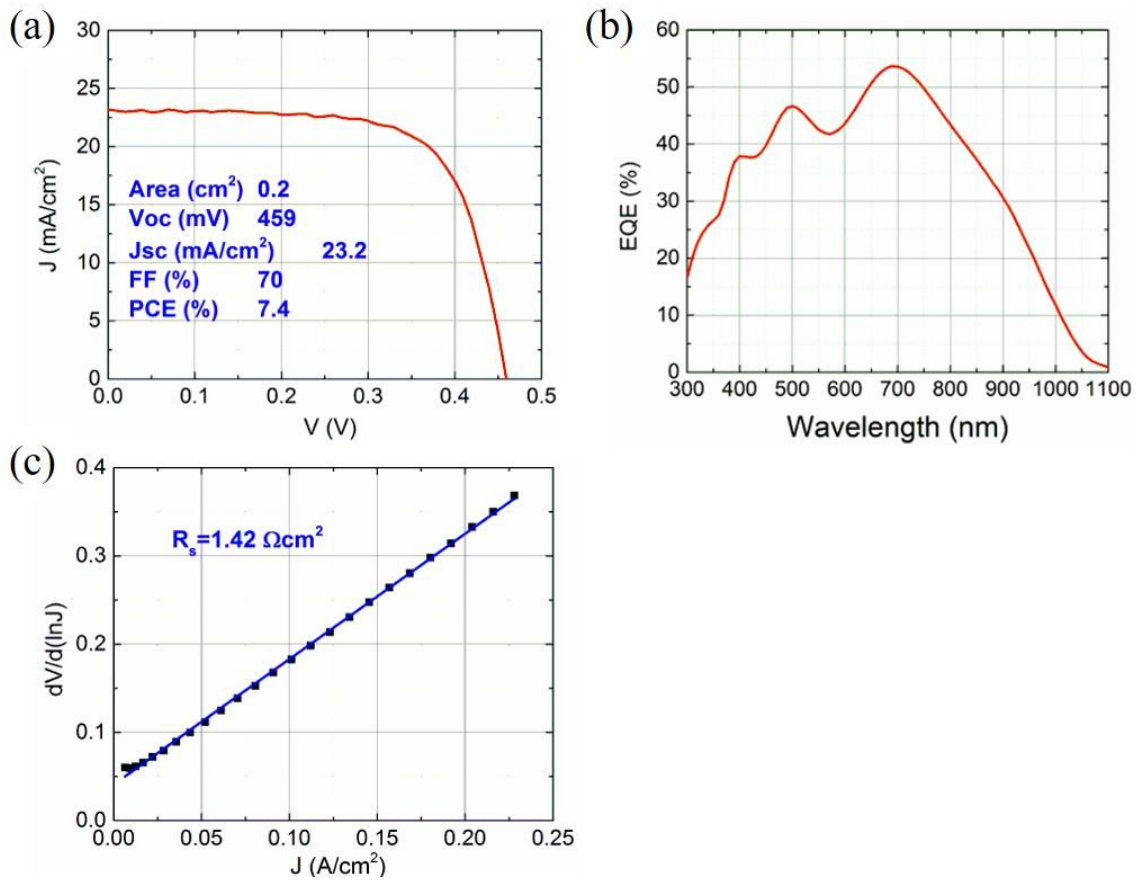 (a)
30
25
20
15
10
5
0
J (mA/cm²)
Area (cm²) 0.2
Voc (mV) 459
Jsc (mA/cm²) 23.2
FF (%) 70
PCE (%) 7.4
0.0 0.1 0.2 0.3 0.4 0.5
V (V)
(b)
60
50
40
30
20
10
0
EQE (%)
300 400 500 600 700 800 900 1000 1100
Wavelength (nm)
(c)
0.4
0.3
0.2
0.1
0.0
dV/d(lnJ)
Rₛ=1.42 Ωcm²
0.00 0.05 0.10 0.15 0.20 0.25
J (A/cm²)